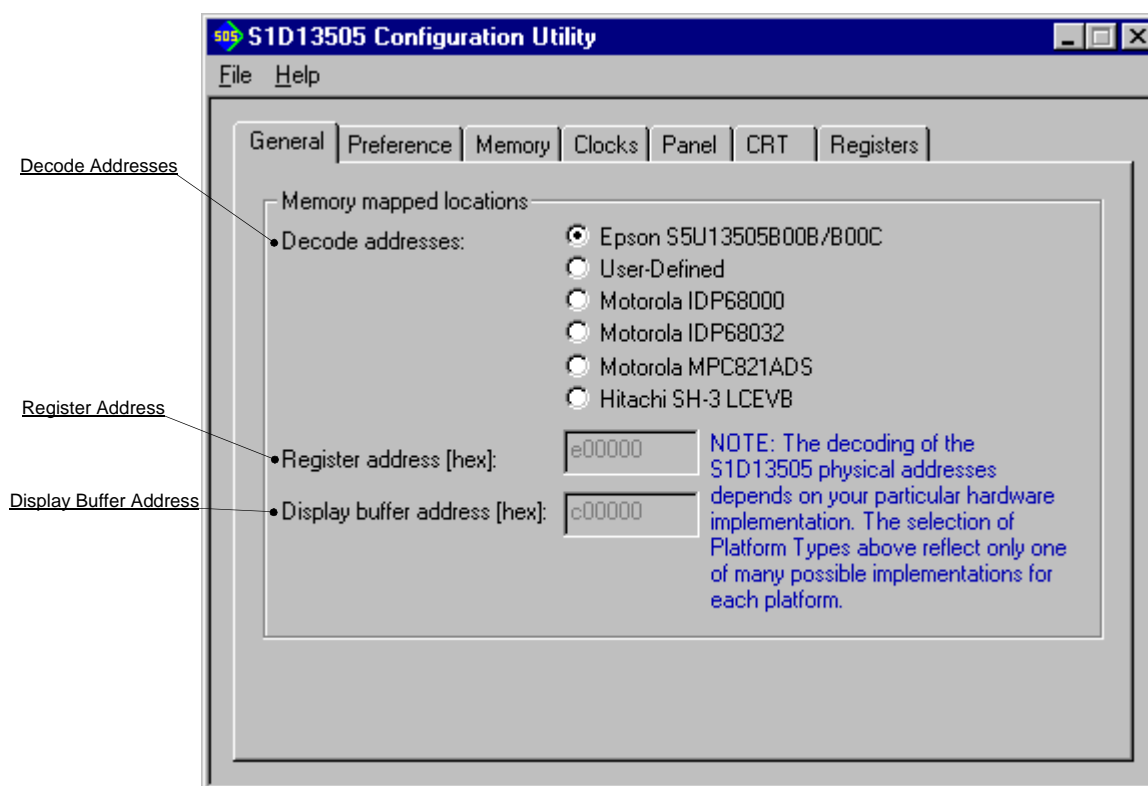 SDS S1D13505 Configuration Utility
File Help
General Preference Memory Clocks Panel CRT Registers
Decode Addresses
Memory mapped locations
Decode addresses:
Epson S5U13505B00B/B00C
User-Defined
Motorola IDP68000
Motorola IDP68032
Motorola MPC821ADS
Hitachi SH-3 LCEVB
Register Address
Register address [hex]:
e00000
Display Buffer Address
Display buffer address [hex]:
c00000
NOTE: The decoding of the
S1D13505 physical addresses
depends on your particular hardware
implementation. The selection of
Platform Types above reflect only one
of many possible implementations for
each platform.